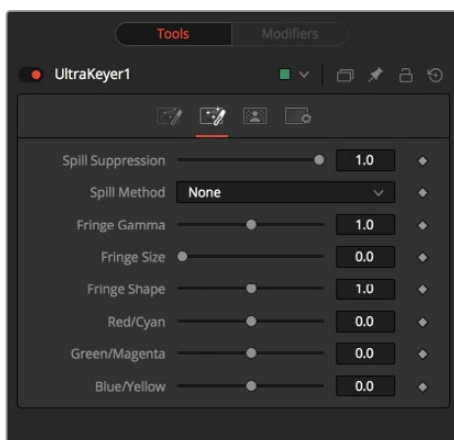 Tools Modifiers
UltraKeyer1
Spill Suppression 1.0
Spill Method None
Fringe Gamma 1.0
Fringe Size 0.0
Fringe Shape 1.0
Red/Cyan 0.0
Green/Magenta 0.0
Blue/Yellow 0.0